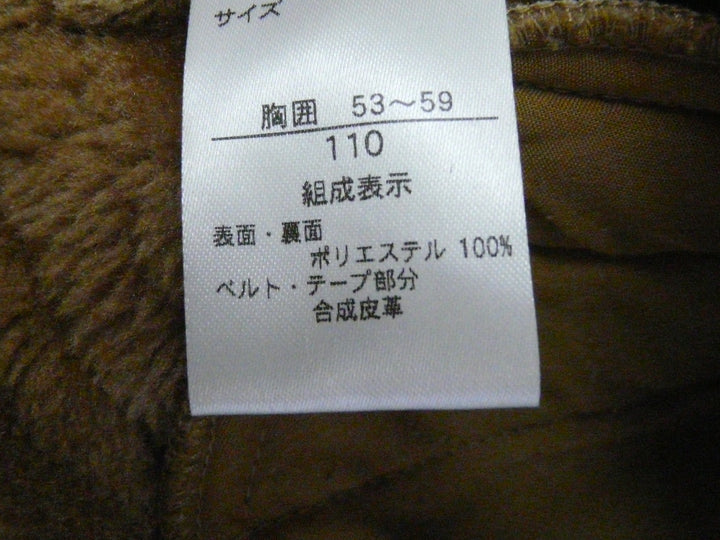 サイズ
胸囲 53～59
110
組成表示
表面・裏面
ポリエステル 100%
ベルト・テープ部分
合成皮革